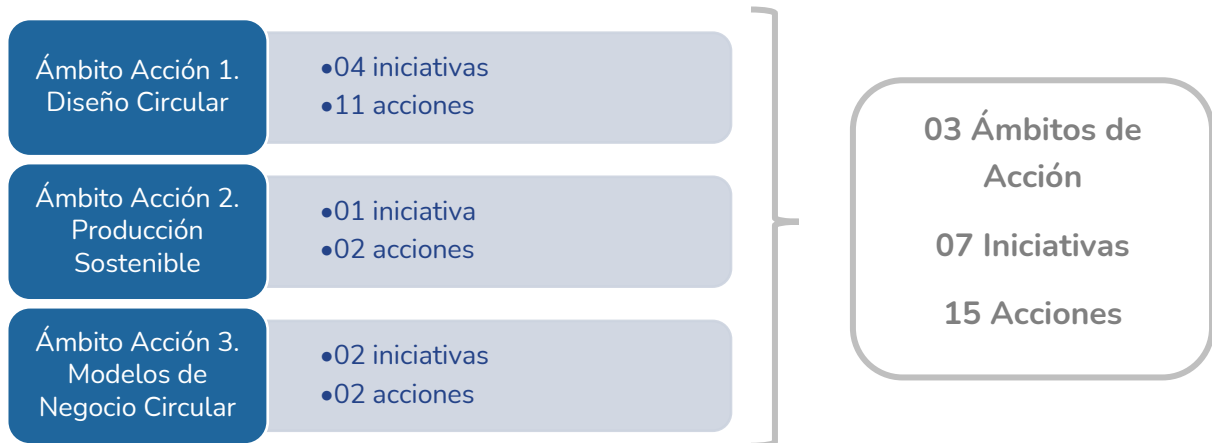 Ámbito Acción 1.
Diseño Circular
•04 iniciativas
•11 acciones
Ámbito Acción 2.
Producción
Sostenible
•01 iniciativa
•02 acciones
Ámbito Acción 3.
Modelos de
Negocio Circular
•02 iniciativas
•02 acciones
03 Ámbitos de
Acción
07 Iniciativas
15 Acciones